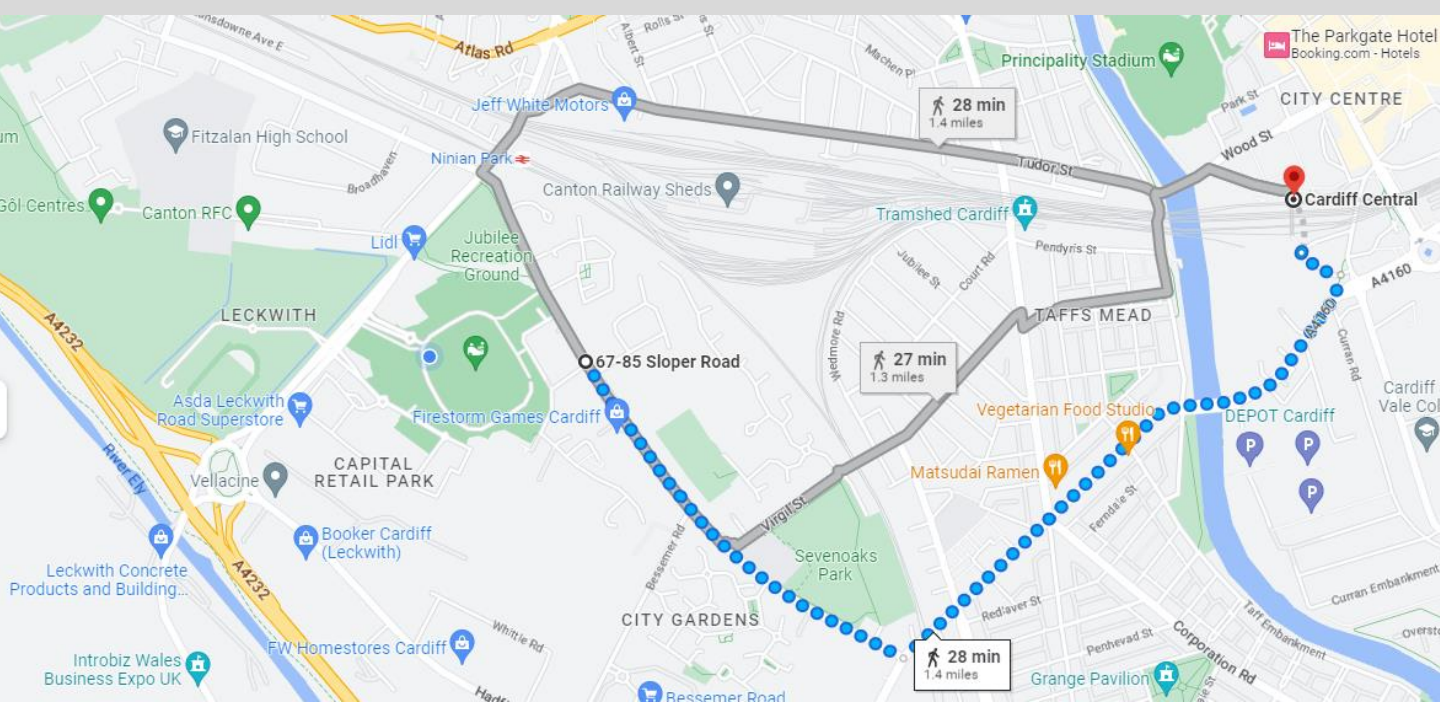 The Parkgate Hotel
Booking.com - Hotels
Rolls S
Albert St
Atlas Rd
Machen Pl
Principality Stadium
Park St
CITY CENTRE
Jeff White Motors
28 min
1.4 miles
Fitzalan High School
Wood St
Ninian Park
Broadhaven
Tudor St
Canton Railway Sheds
Cardiff Central
Gôl Centres
Canton RFC
Tramshed Cardiff
Lidl
Jubilee
Recreation
Ground
Pendyris St
Jubilee St
Court Rd
A4160
LECKWITH
TAFFS MEAD
A4160
A4232
Wedmore Rd
Curran Rd
67-85 Sloper Road
27 min
1.3 miles
Asda Leckwith
Road Superstore
Firestorm Games Cardiff
Vegetarian Food Studio
DEPOT Cardiff
Cardiff
Vale Col
P
P
River Ely
CAPITAL
RETAIL PARK
Vellacine
Matsudai Ramen
P
Virgil St
Ferndale St
Booker Cardiff
(Leckwith)
Bessemer Rd
Sevenoaks
Park
Leckwith Concrete
Products and Building...
A4232
Curran Embankment
CITY GARDENS
Redlaver St
Taff Embankment
Whittle Rd
Penhevad St
Corporation Rd
FW Homestores Cardiff
28 min
1.4 miles
Introbiz Wales
Business Expo UK
Grange Pavilion
Bessemer Road
Hadf